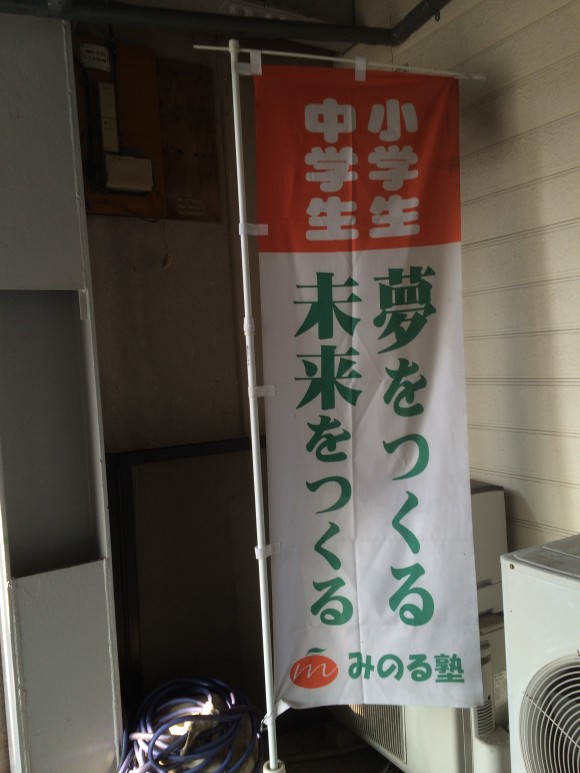 小学生
中学生
夢をつくる
未来をつくる
m みのる塾